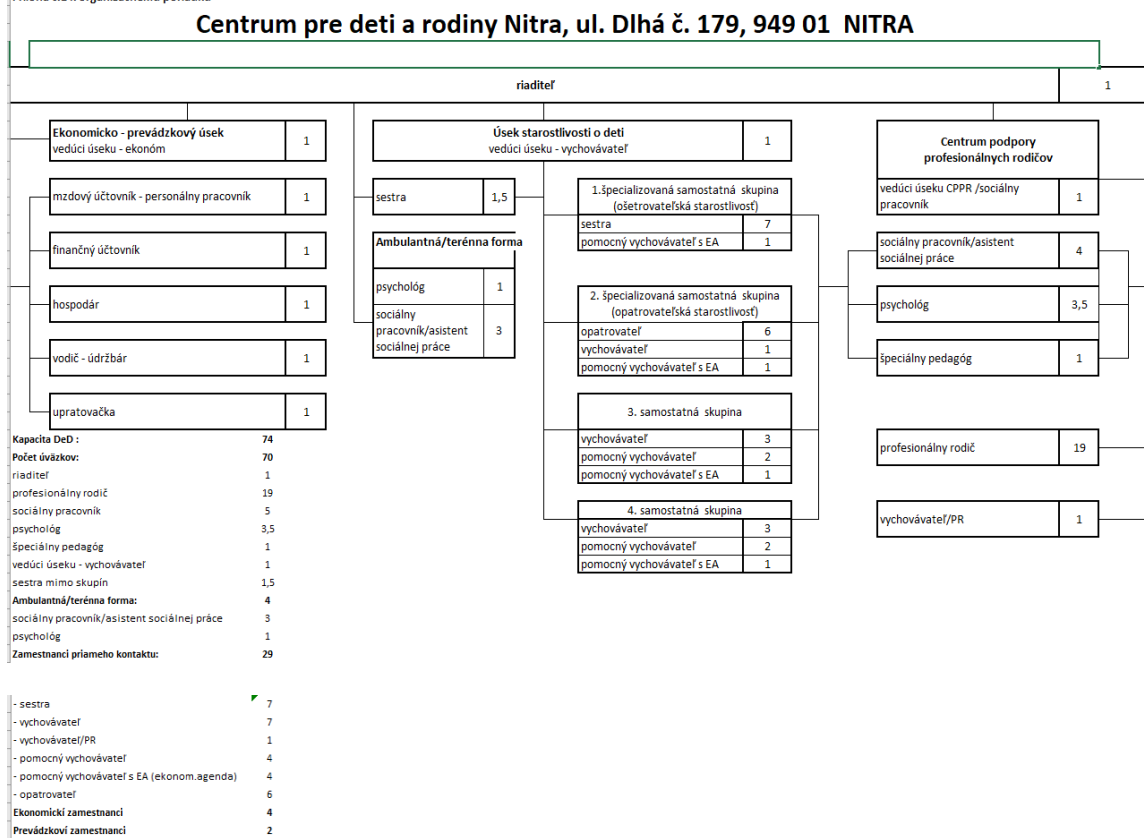 Centrum pre deti a rodiny Nitra, ul. Dlhá č. 179, 949 01 NITRA
riaditeľ 1
Ekonomicko - prevádzkový úsek
vedúci úseku - ekonóm 1
mzdový účtovník - personálny pracovník 1
finančný účtovník 1
hospodár 1
vodič - údržbár 1
upratovačka 1
Úsek starostlivosti o deti
vedúci úseku - vychovávateľ 1
sestra 1,5
Ambulantná/terénna forma
psychológ 1
sociálny
pracovník/asistent 3
sociálnej práce
1.špecializovaná samostatná skupina
(ošetrovateľská starostlivosť)
sestra 7
pomocný vychovávateľ s EA 1
2. špecializovaná samostatná skupina
(opatrovateľská starostlivosť)
opatrovateľ 6
vychovávateľ 1
pomocný vychovávateľ s EA 1
3. samostatná skupina
vychovávateľ 3
pomocný vychovávateľ 2
pomocný vychovávateľ s EA 1
4. samostatná skupina
vychovávateľ 3
pomocný vychovávateľ 2
pomocný vychovávateľ s EA 1
Centrum podpory
profesionálnych rodičov
vedúci úseku CPPR /sociálny
pracovník 1
sociálny pracovník/asistent
sociálnej práce 4
psychológ 3,5
špeciálny pedagóg 1
profesionálny rodič 19
vychovávateľ/PR 1
Kapacita DeD : 74
Počet úväzkov: 70
riaditeľ 1
profesionálny rodič 19
sociálny pracovník 5
psychológ 3,5
špeciálny pedagóg 1
vedúci úseku - vychovávateľ 1
sestra mimo skupín 1,5
Ambulantná/terénna forma: 4
sociálny pracovník/asistent sociálnej práce 3
psychológ 1
Zamestnanci priameho kontaktu: 29
- sestra 7
- vychovávateľ 7
- vychovávateľ/PR 1
- pomocný vychovávateľ 4
- pomocný vychovávateľ s EA (ekonom.agenda) 4
- opatrovateľ 6
Ekonomickí zamestnanci 4
Prevádzkoví zamestnanci 2